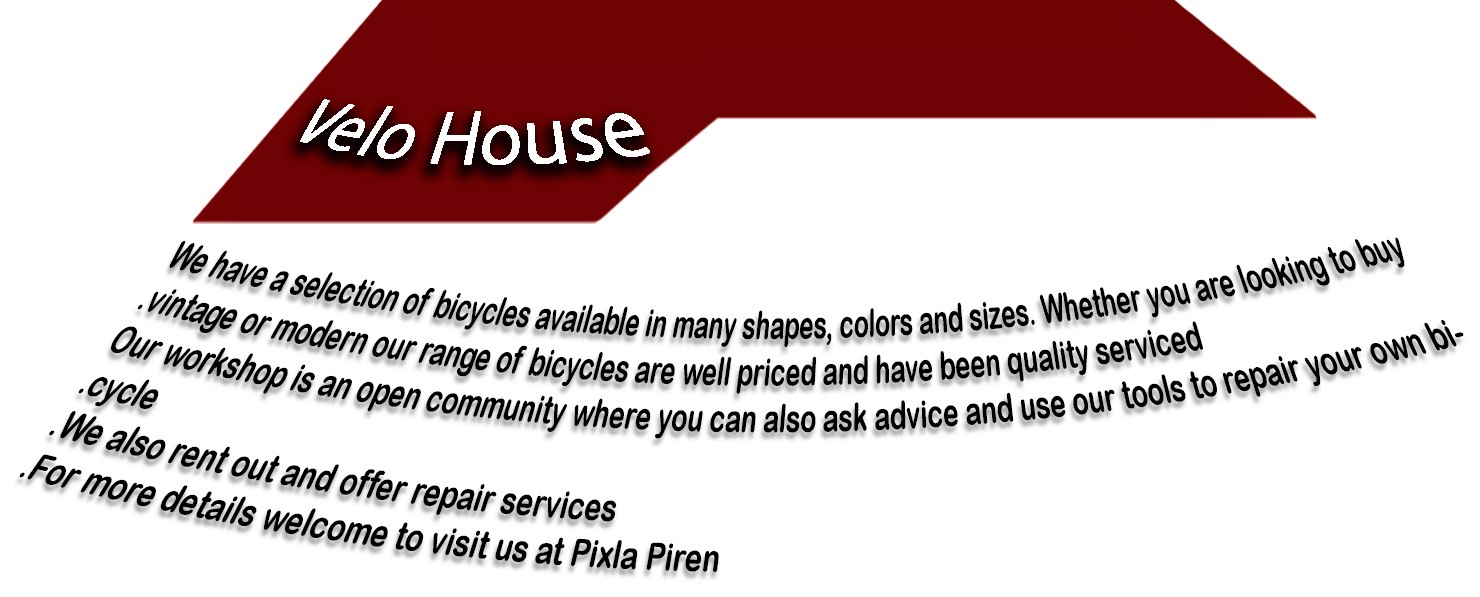 Velo House
We have a selection of bicycles available in many shapes, colors and sizes. Whether you are looking to buy
.vintage or modern our range of bicycles are well priced and have been quality serviced
Our workshop is an open community where you can also ask advice and use our tools to repair your own bi-
.cycle
.We also rent out and offer repair services
.For more details welcome to visit us at Pixla Piren